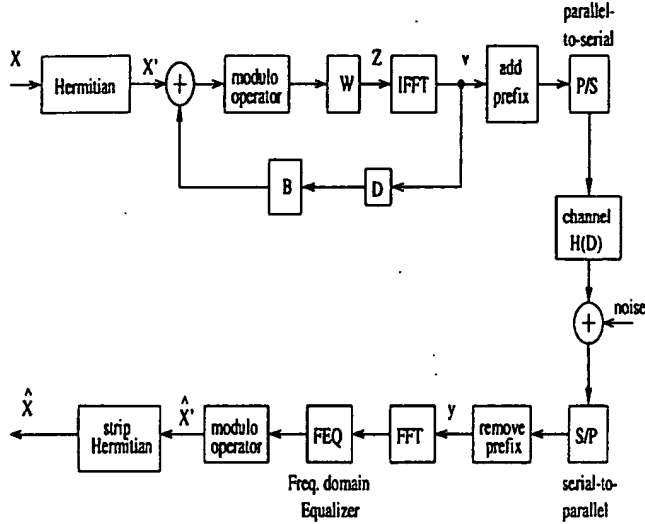 parallel-
to-serial
X
Hermitian
X'
+
modulo
operator
W
Z
IFFT
v
add
prefix
P/S
B
D
channel
H(D)
+
noise
X̂
strip
Hermitian
X̂'
modulo
operator
FEQ
FFT
y
remove
prefix
S/P
Freq. domain
Equalizer
serial-to-
parallel